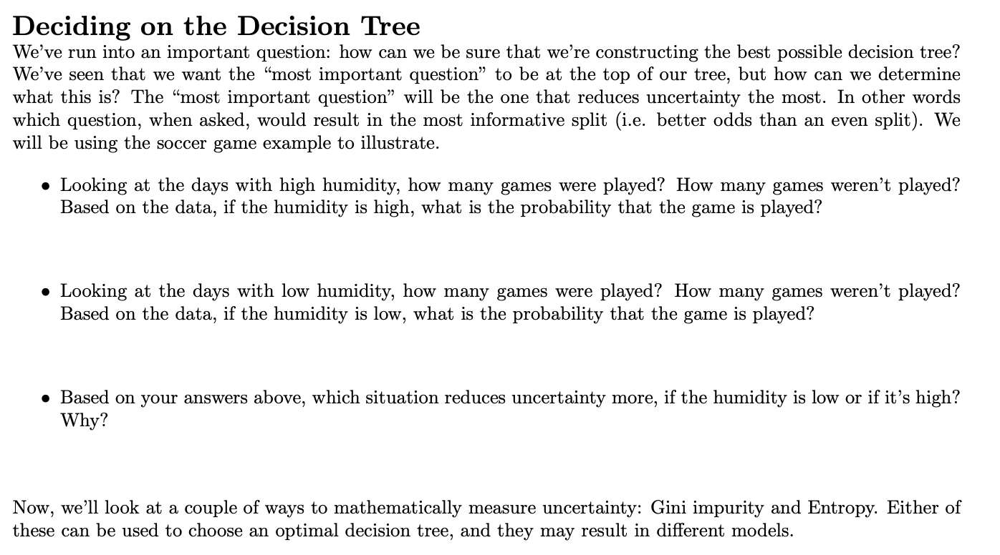 Deciding on the Decision Tree
We’ve run into an important question: how can we be sure that we’re constructing the best possible decision tree?
We’ve seen that we want the “most important question” to be at the top of our tree, but how can we determine
what this is? The “most important question” will be the one that reduces uncertainty the most. In other words
which question, when asked, would result in the most informative split (i.e. better odds than an even split). We
will be using the soccer game example to illustrate.
• Looking at the days with high humidity, how many games were played? How many games weren’t played?
Based on the data, if the humidity is high, what is the probability that the game is played?
• Looking at the days with low humidity, how many games were played? How many games weren’t played?
Based on the data, if the humidity is low, what is the probability that the game is played?
• Based on your answers above, which situation reduces uncertainty more, if the humidity is low or if it’s high?
Why?
Now, we’ll look at a couple of ways to mathematically measure uncertainty: Gini impurity and Entropy. Either of
these can be used to choose an optimal decision tree, and they may result in different models.